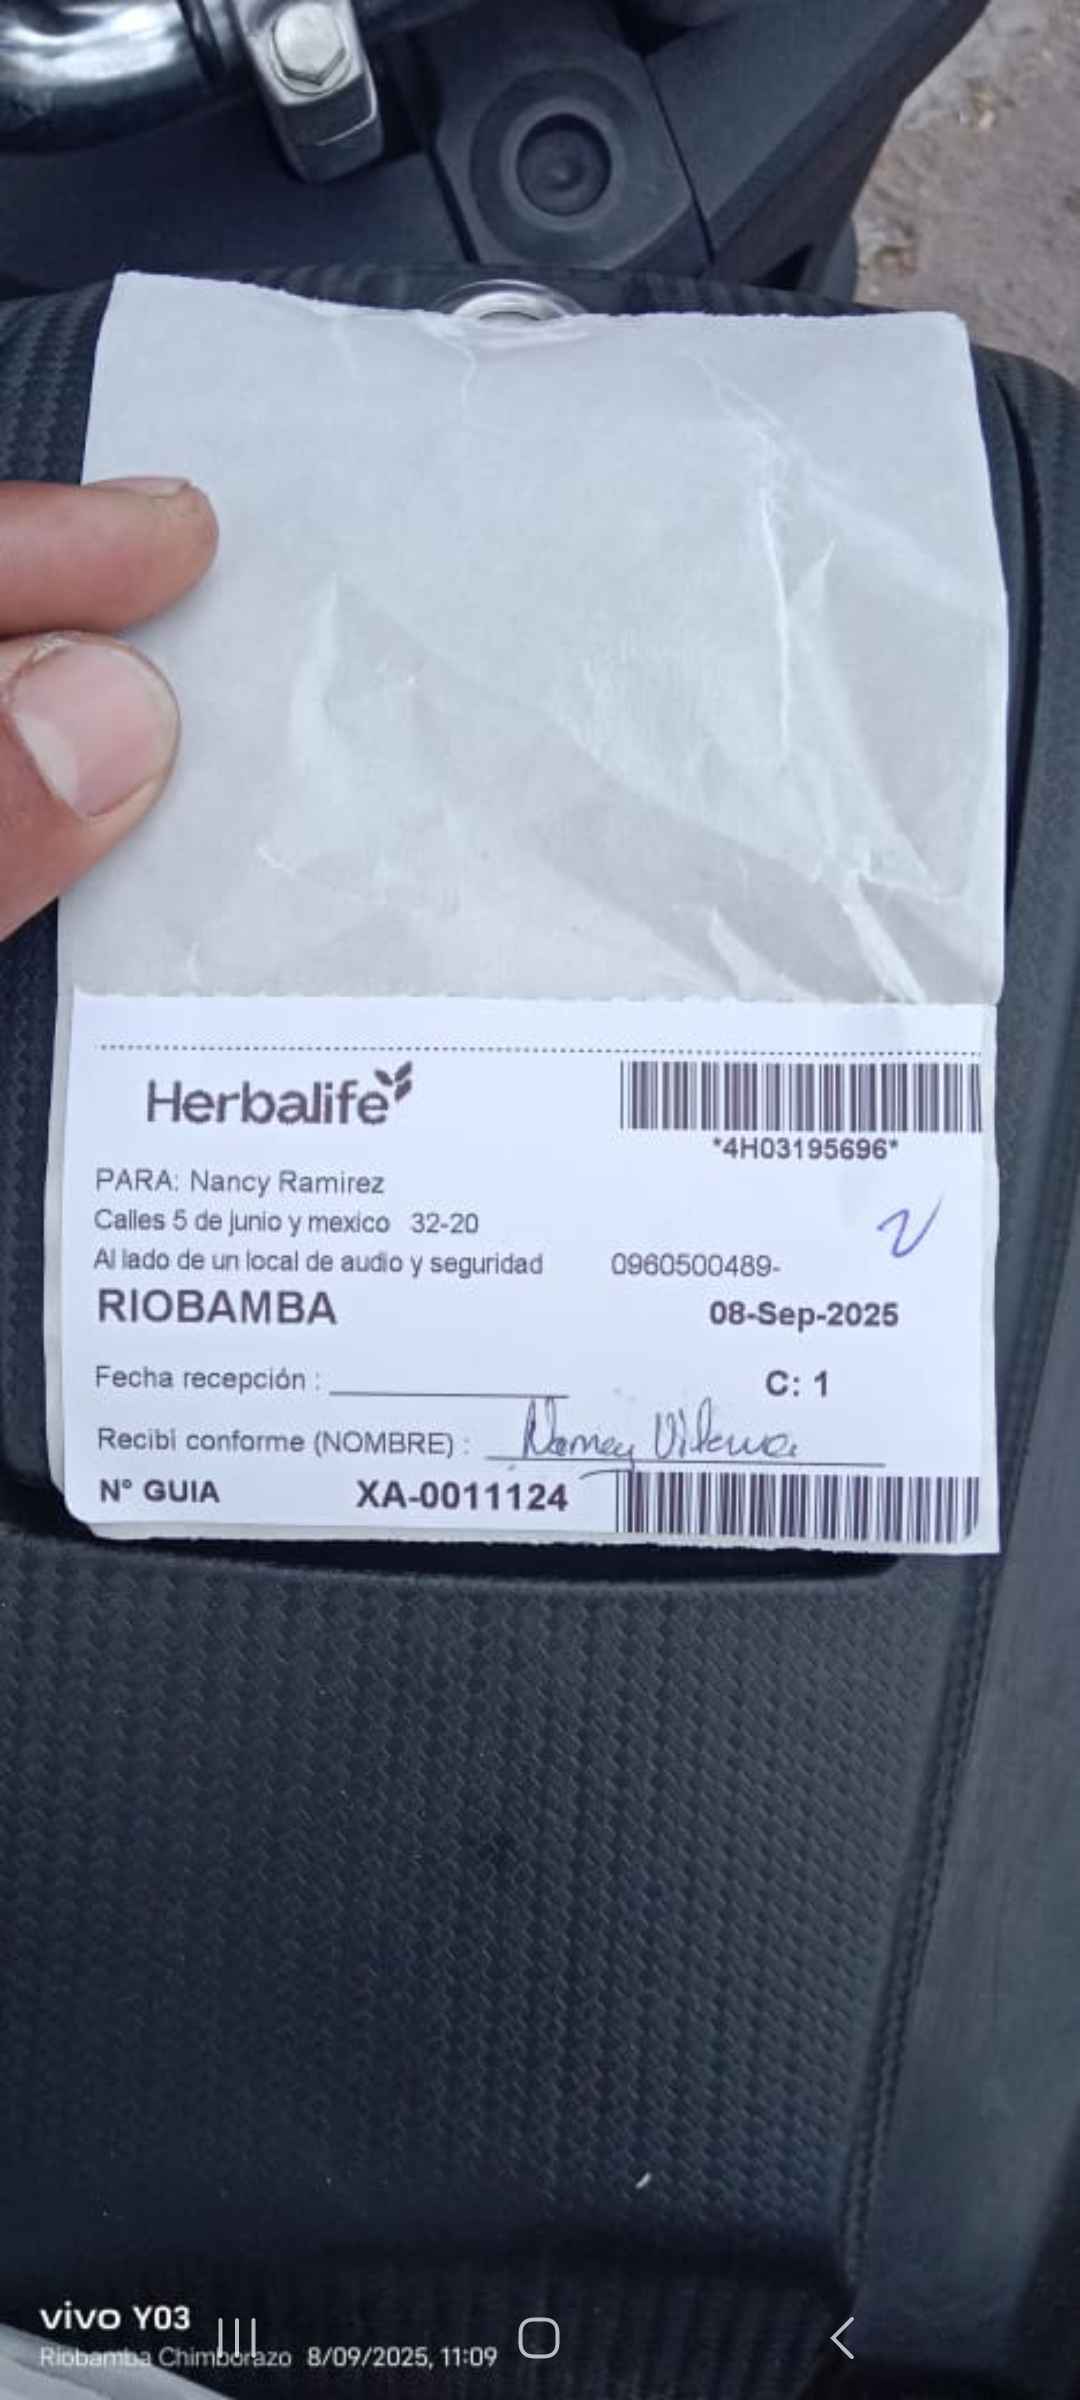 Herbalife
*4H03195696*
PARA: Nancy Ramirez
Calles 5 de junio y mexico 32-20
Al lado de un local de audio y seguridad 0960500489-
RIOBAMBA 08-Sep-2025
Fecha recepción :
C: 1
Recibi conforme (NOMBRE) : Nancy
N° GUIA XA-0011124
vivo Y03
Riobamba Chimborazo 8/09/2025, 11:09